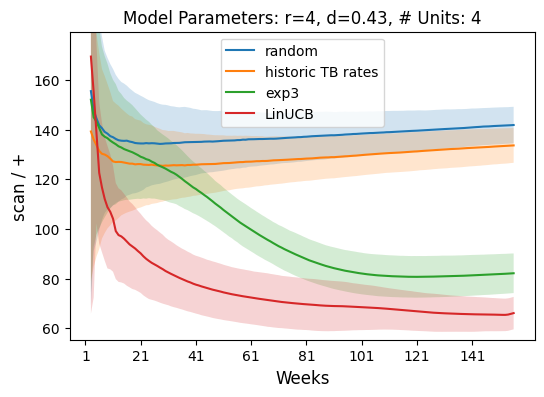 Model Parameters: r=4, d=0.43, # Units: 4
random
historic TB rates
exp3
LinUCB
scan / +
160
140
120
100
80
60
1 21 41 61 81 101 121 141
Weeks